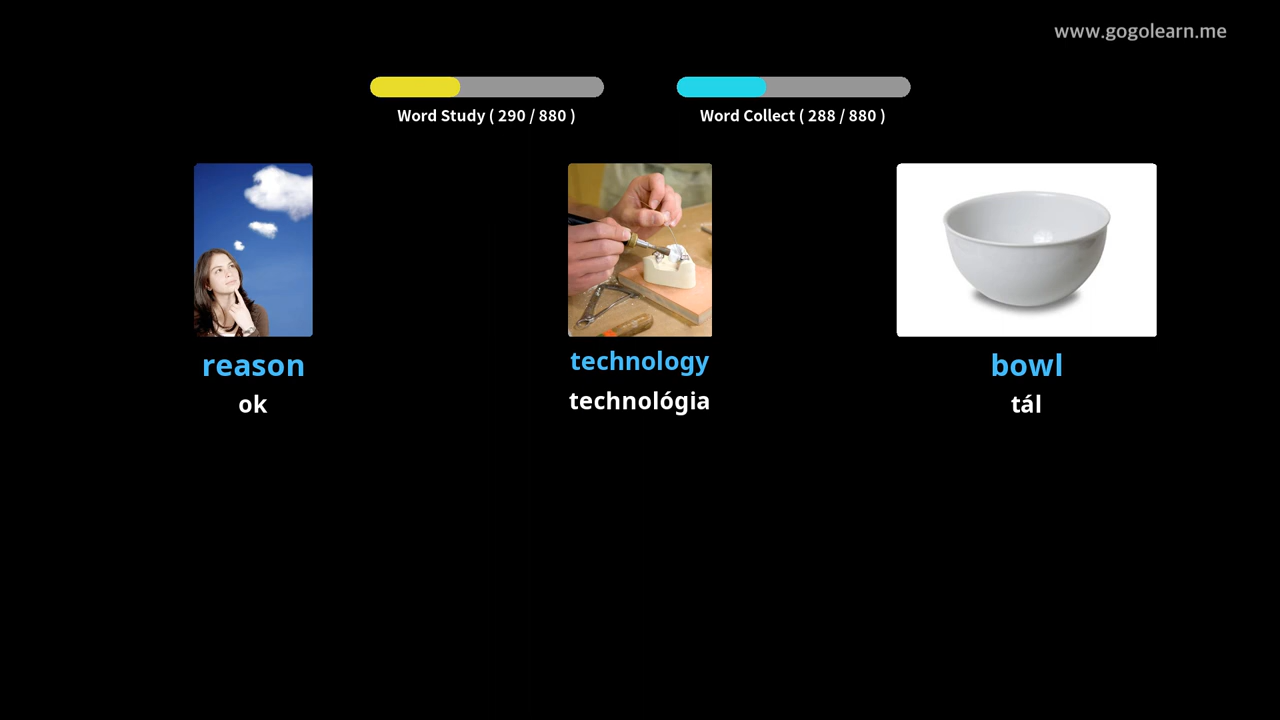 www.gogolearn.me
Word Study ( 290 / 880 )
Word Collect ( 288 / 880 )
reason
ok
technology
technológia
bowl
tál